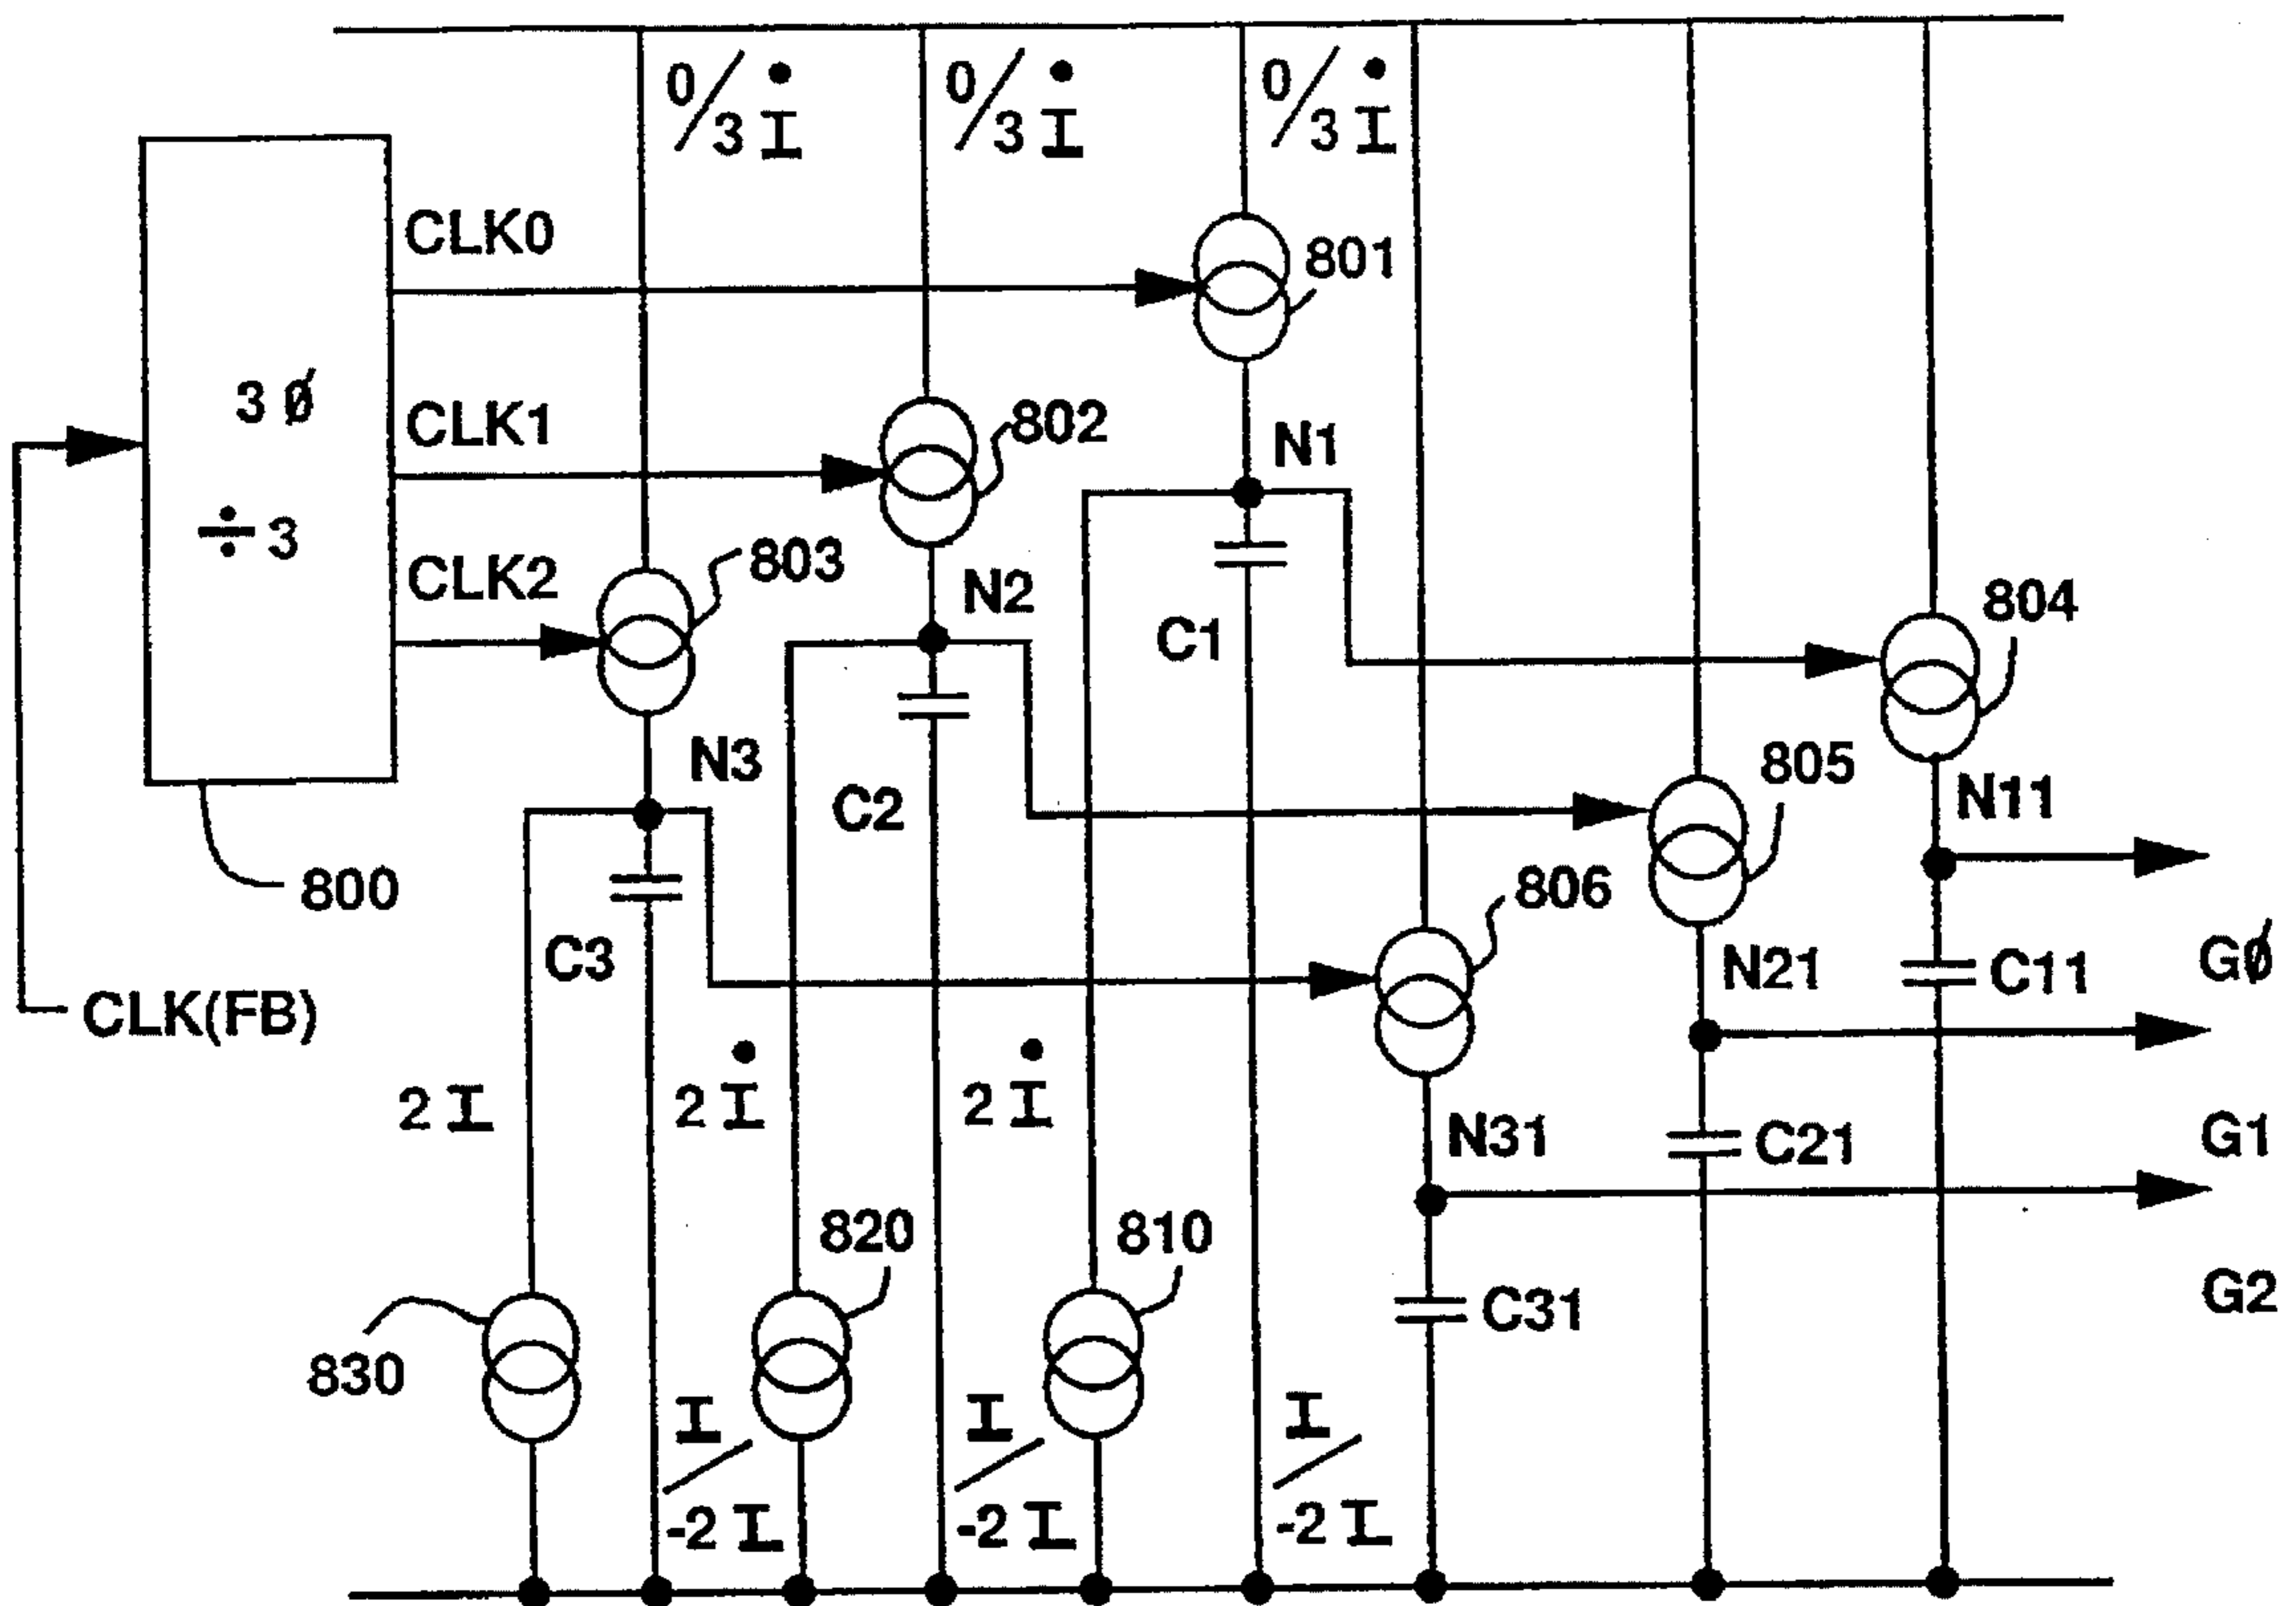 0/3 i
0/3 i
0/3 i
CLK0
801
3 Ø
CLK1
802
N1
÷3
CLK2
803
N2
804
C1
N3
805
C2
N11
800
806
C3
N21
C11
GØ
CLK(FB)
2 I
2 i
2 i
N31
C21
G1
820
810
C31
G2
830
I/-2 I
I/-2 I
I/-2 I